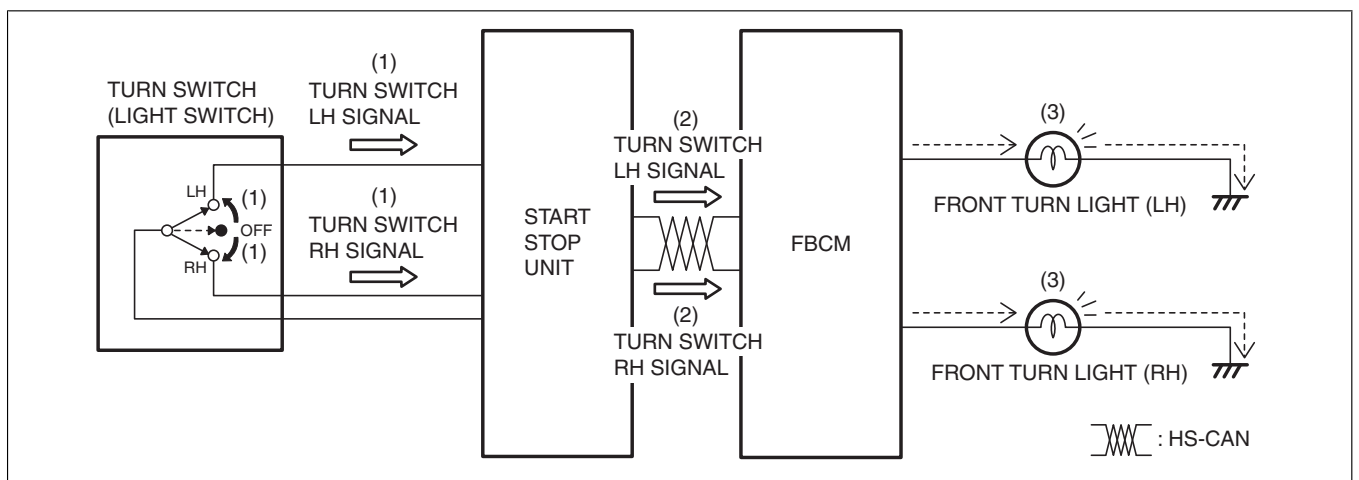 TURN SWITCH
(LIGHT SWITCH)
LH
(1)
OFF
(1)
RH
(1)
TURN SWITCH
LH SIGNAL
(1)
TURN SWITCH
RH SIGNAL
START
STOP
UNIT
(2)
TURN SWITCH
LH SIGNAL
(2)
TURN SWITCH
RH SIGNAL
FBCM
(3)
FRONT TURN LIGHT (LH)
(3)
FRONT TURN LIGHT (RH)
: HS-CAN